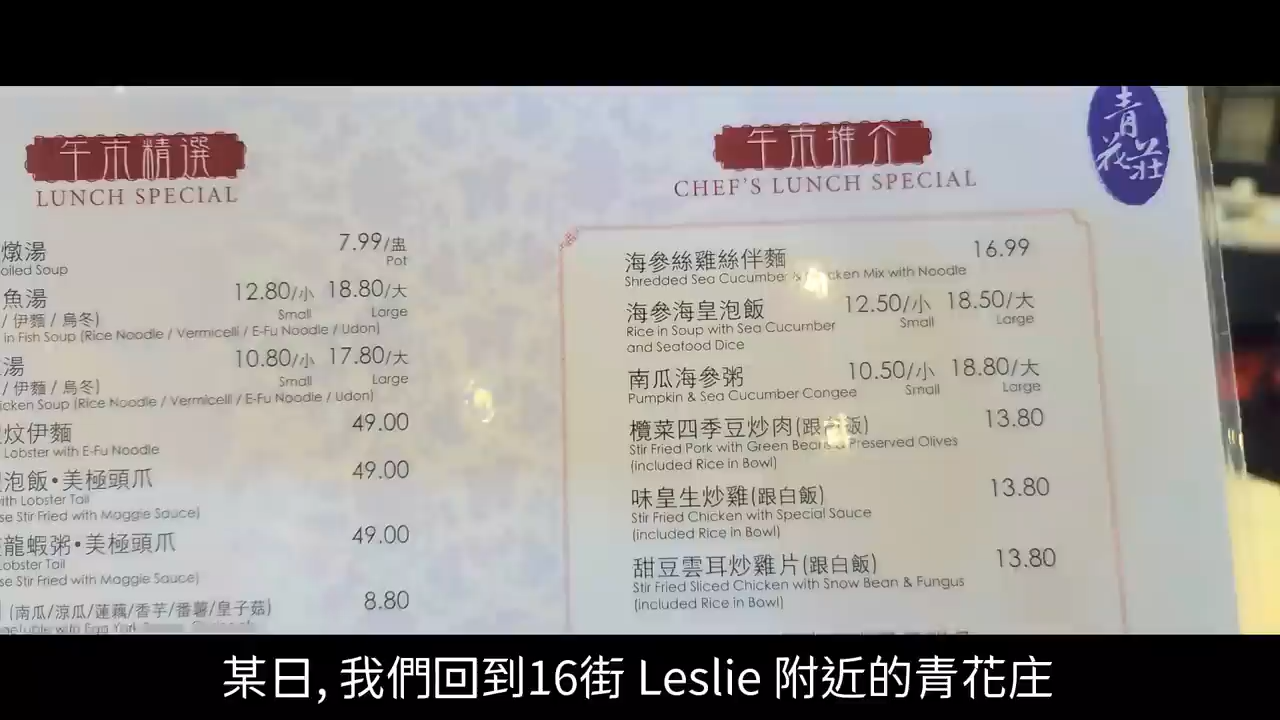 午市精選
LUNCH SPECIAL
燉湯
7.99/盅
oiled Soup
Pot
魚湯
12.80/小 18.80/大
/ 伊麵 / 烏冬)
Small Large
in Fish Soup (Rice Noodle / Vermicelli / E-Fu Noodle / Udon)
湯
10.80/小 17.80/大
/ 伊麵 / 烏冬)
Small Large
icken Soup (Rice Noodle / Vermicelli / E-Fu Noodle / Udon)
炆伊麵
49.00
Lobster with E-Fu Noodle
泡飯•美極頭爪
49.00
with Lobster Tail
se Stir Fried with Maggie Sauce)
龍蝦粥•美極頭爪
49.00
Lobster Tail
se Stir Fried with Maggie Sauce)
(南瓜/涼瓜/蓮藕/香芋/番薯/皇子菇)
8.80
午市推介
CHEF'S LUNCH SPECIAL
青花莊
海參絲雞絲伴麵
16.99
Shredded Sea Cucumber & Chicken Mix with Noodle
海參海皇泡飯
12.50/小 18.50/大
Rice in Soup with Sea Cucumber
Small Large
and Seafood Dice
南瓜海參粥
10.50/小 18.80/大
Pumpkin & Sea Cucumber Congee
Small Large
欖菜四季豆炒肉(跟白飯)
13.80
Stir Fried Pork with Green Bean & Preserved Olives
(included Rice in Bowl)
味皇生炒雞(跟白飯)
13.80
Stir Fried Chicken with Special Sauce
(included Rice in Bowl)
甜豆雲耳炒雞片(跟白飯)
13.80
Stir Fried Sliced Chicken with Snow Bean & Fungus
(included Rice in Bowl)
某日, 我們回到16街 Leslie 附近的青花庄